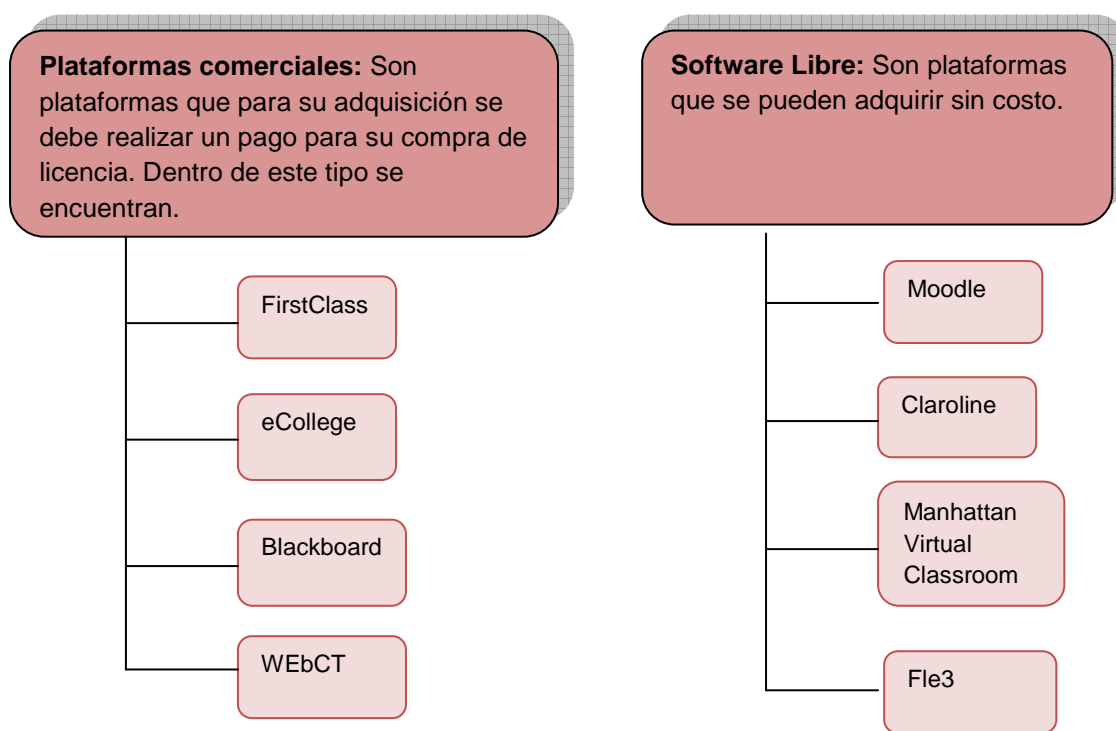 Plataformas comerciales: Son
plataformas que para su adquisición se
debe realizar un pago para su compra de
licencia. Dentro de este tipo se
encuentran.
FirstClass
eCollege
Blackboard
WEbCT
Software Libre: Son plataformas
que se pueden adquirir sin costo.
Moodle
Claroline
Manhattan
Virtual
Classroom
Fle3